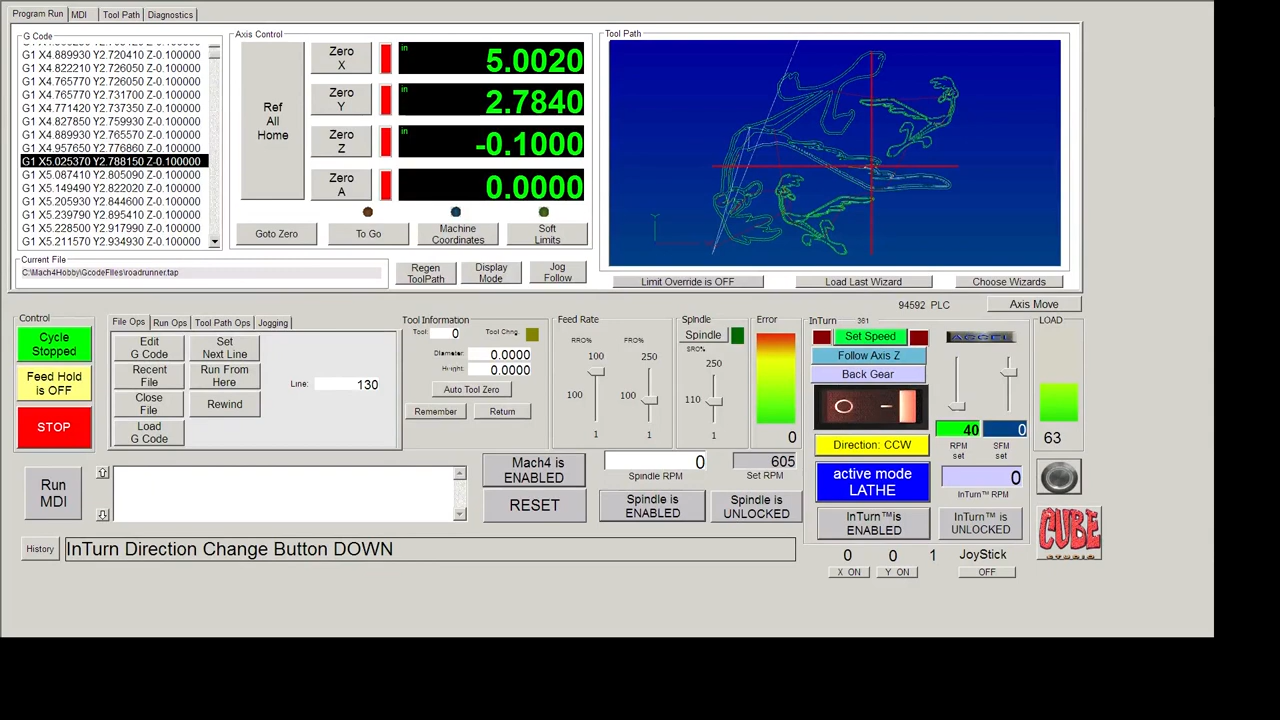 Program Run MDI Tool Path Diagnostics
G Code
G1 X4.889930 Y2.720410 Z-0.100000
G1 X4.822210 Y2.726050 Z-0.100000
G1 X4.765770 Y2.726050 Z-0.100000
G1 X4.765770 Y2.731700 Z-0.100000
G1 X4.771420 Y2.737350 Z-0.100000
G1 X4.827850 Y2.759930 Z-0.100000
G1 X4.889930 Y2.765570 Z-0.100000
G1 X4.957650 Y2.776860 Z-0.100000
G1 X5.025370 Y2.788150 Z-0.100000
G1 X5.087410 Y2.805090 Z-0.100000
G1 X5.149490 Y2.822020 Z-0.100000
G1 X5.205930 Y2.844600 Z-0.100000
G1 X5.239790 Y2.895410 Z-0.100000
G1 X5.228500 Y2.917990 Z-0.100000
G1 X5.211570 Y2.934930 Z-0.100000
Current File
C:\Mach4Hobby\GcodeFiles\roadrunner.tap
Axis Control
Ref
All
Home
Zero
X
in
5.0020
Zero
Y
in
2.7840
Zero
Z
in
-0.1000
Zero
A
0.0000
Goto Zero
To Go
Machine
Coordinates
Soft
Limits
Regen
ToolPath
Display
Mode
Jog
Follow
Tool Path
Y
Limit Override is OFF
Load Last Wizard
Choose Wizards
94592 PLC
Axis Move
Control
Cycle
Stopped
Feed Hold
is OFF
STOP
File Ops Run Ops Tool Path Ops Jogging
Edit
G Code
Set
Next Line
Recent
File
Run From
Here
Close
File
Rewind
Load
G Code
Line: 130
Tool Information
Tool: 0
Tool Chng.
Diameter: 0.0000
Height: 0.0000
Auto Tool Zero
Remember
Return
Feed Rate
RRO% FRO%
100 250
100 100
1 1
Spindle
Spindle
SRO%
250
110
1
Error
0
InTurn 361
Set Speed
Follow Axis Z
Back Gear
Direction: CCW
active mode
LATHE
InTurn™is
ENABLED
ACCEL
40 0
RPM
set
SFM
set
0
InTurn™ RPM
InTurn™ is
UNLOCKED
LOAD
63
Run
MDI
Mach4 is
ENABLED
RESET
0
Spindle RPM
605
Set RPM
Spindle is
ENABLED
Spindle is
UNLOCKED
CUBE
STUDIO
History
InTurn Direction Change Button DOWN
0 0 1 JoyStick
X ON Y ON OFF